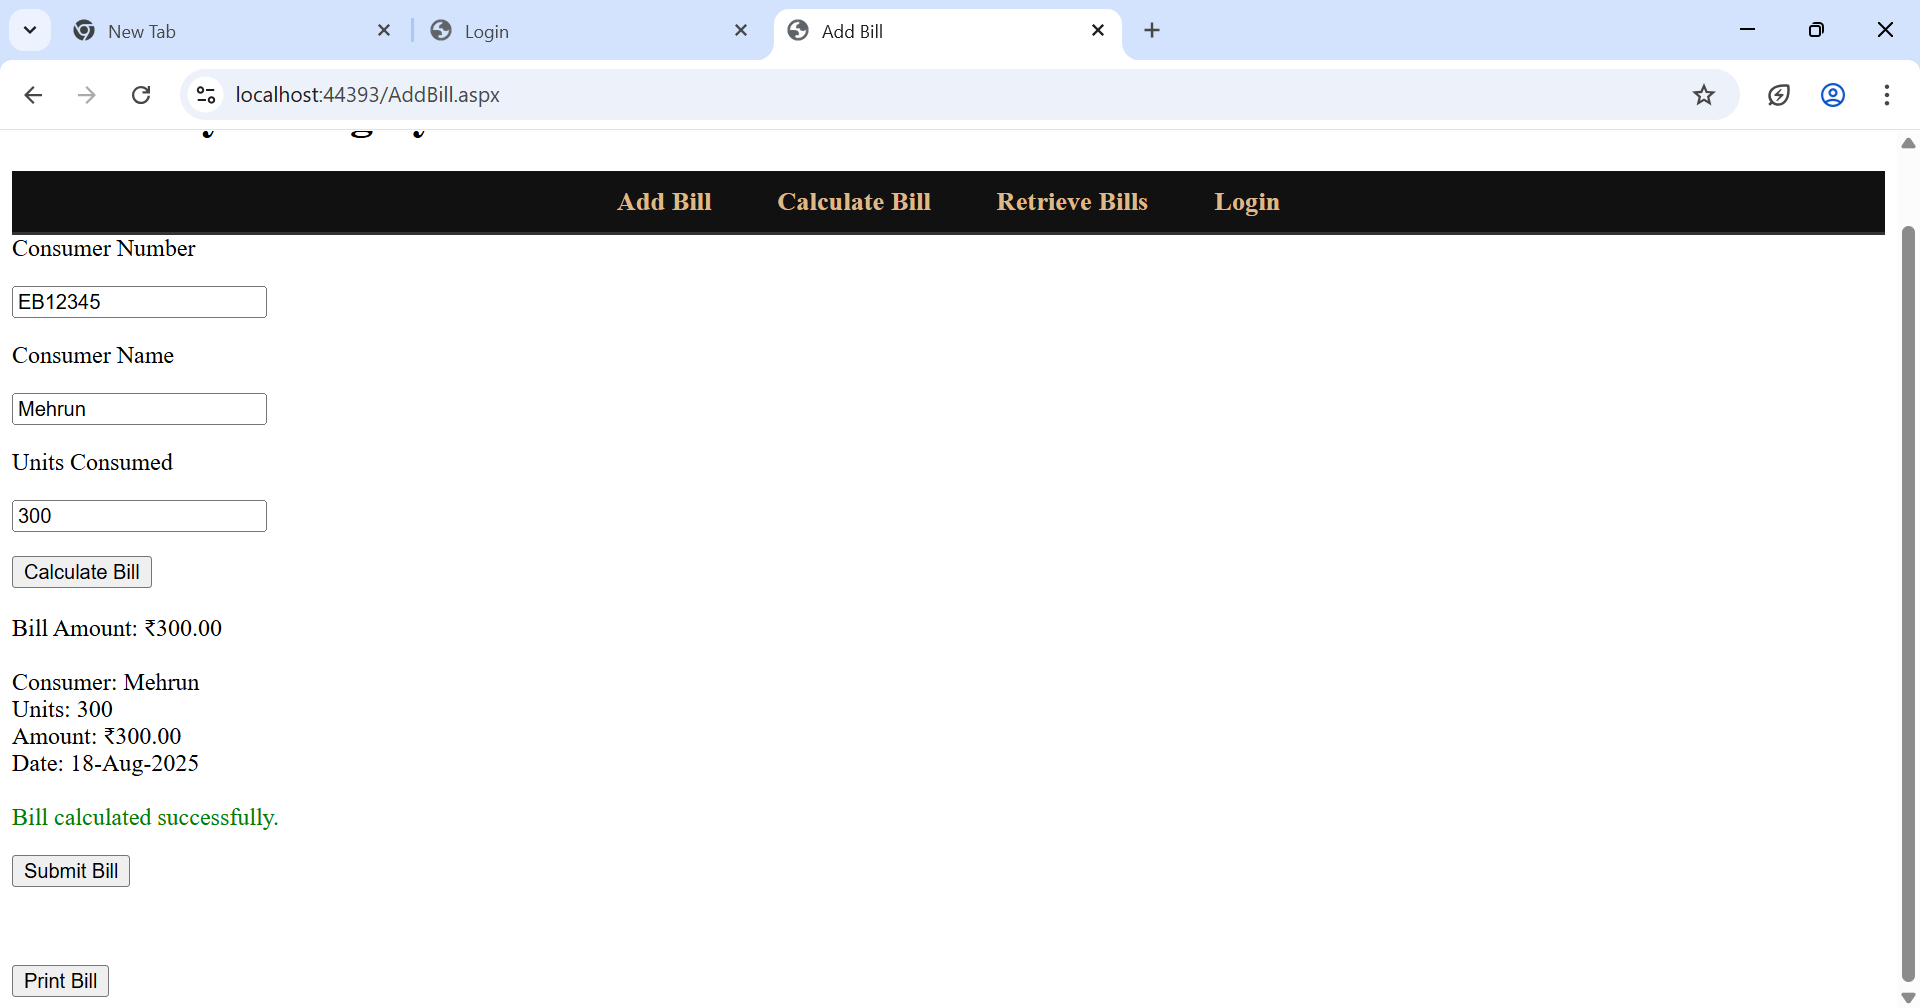 New Tab
Login
Add Bill
localhost:44393/AddBill.aspx
Add Bill Calculate Bill Retrieve Bills Login
Consumer Number
EB12345
Consumer Name
Mehrun
Units Consumed
300
Calculate Bill
Bill Amount: ₹300.00
Consumer: Mehrun
Units: 300
Amount: ₹300.00
Date: 18-Aug-2025
Bill calculated successfully.
Submit Bill
Print Bill